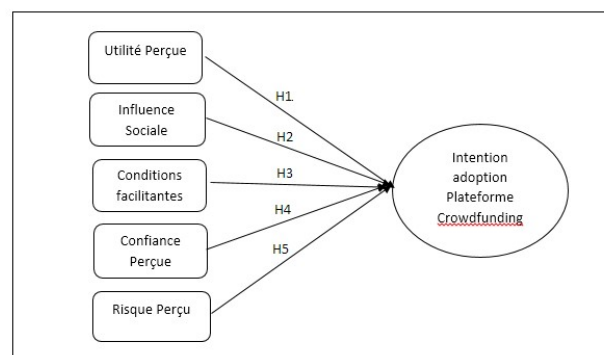 Utilité Perçue
H1.
Influence
Sociale
H2
Conditions
facilitantes
H3
Confiance
Perçue
H4
Risque Perçu
H5
Intention
adoption
Plateforme
Crowdfunding